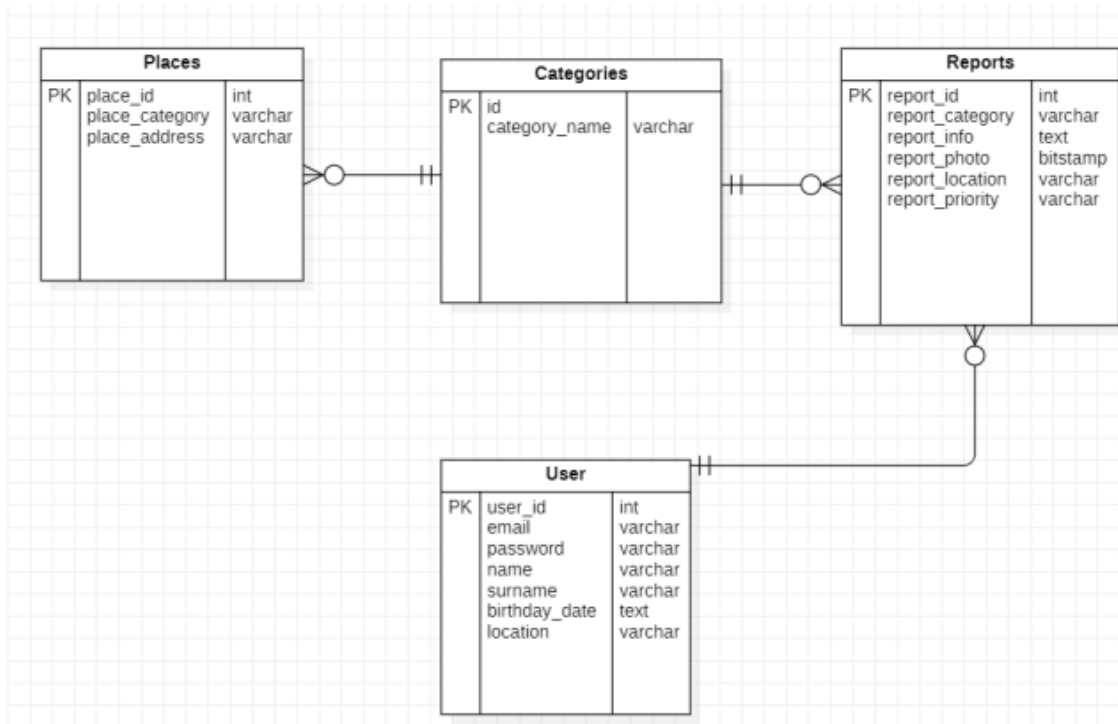 Places
PK place_id int
place_category varchar
place_address varchar
Categories
PK id
category_name varchar
Reports
PK report_id int
report_category varchar
report_info text
report_photo bitstamp
report_location varchar
report_priority varchar
User
PK user_id int
email varchar
password varchar
name varchar
surname varchar
birthday_date text
location varchar